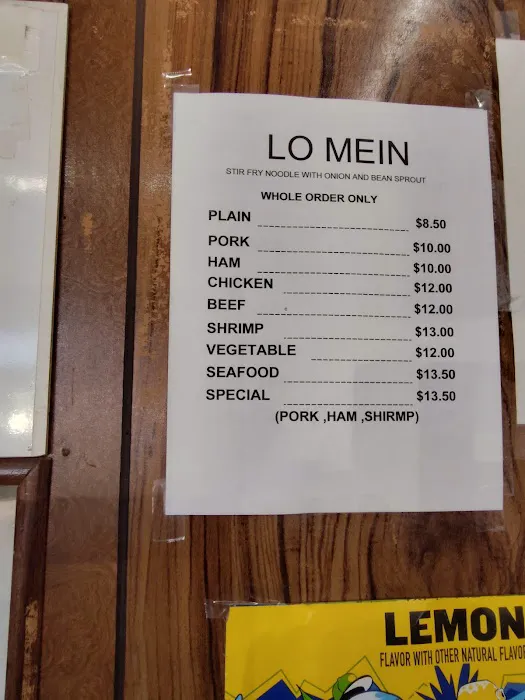 LO MEIN
STIR FRY NOODLE WITH ONION AND BEAN SPROUT
WHOLE ORDER ONLY
PLAIN $8.50
PORK $10.00
HAM $10.00
CHICKEN $12.00
BEEF $12.00
SHRIMP $13.00
VEGETABLE $12.00
SEAFOOD $13.50
SPECIAL $13.50
(PORK ,HAM ,SHIRMP)
LEMON
FLAVOR WITH OTHER NATURAL FLAVOR